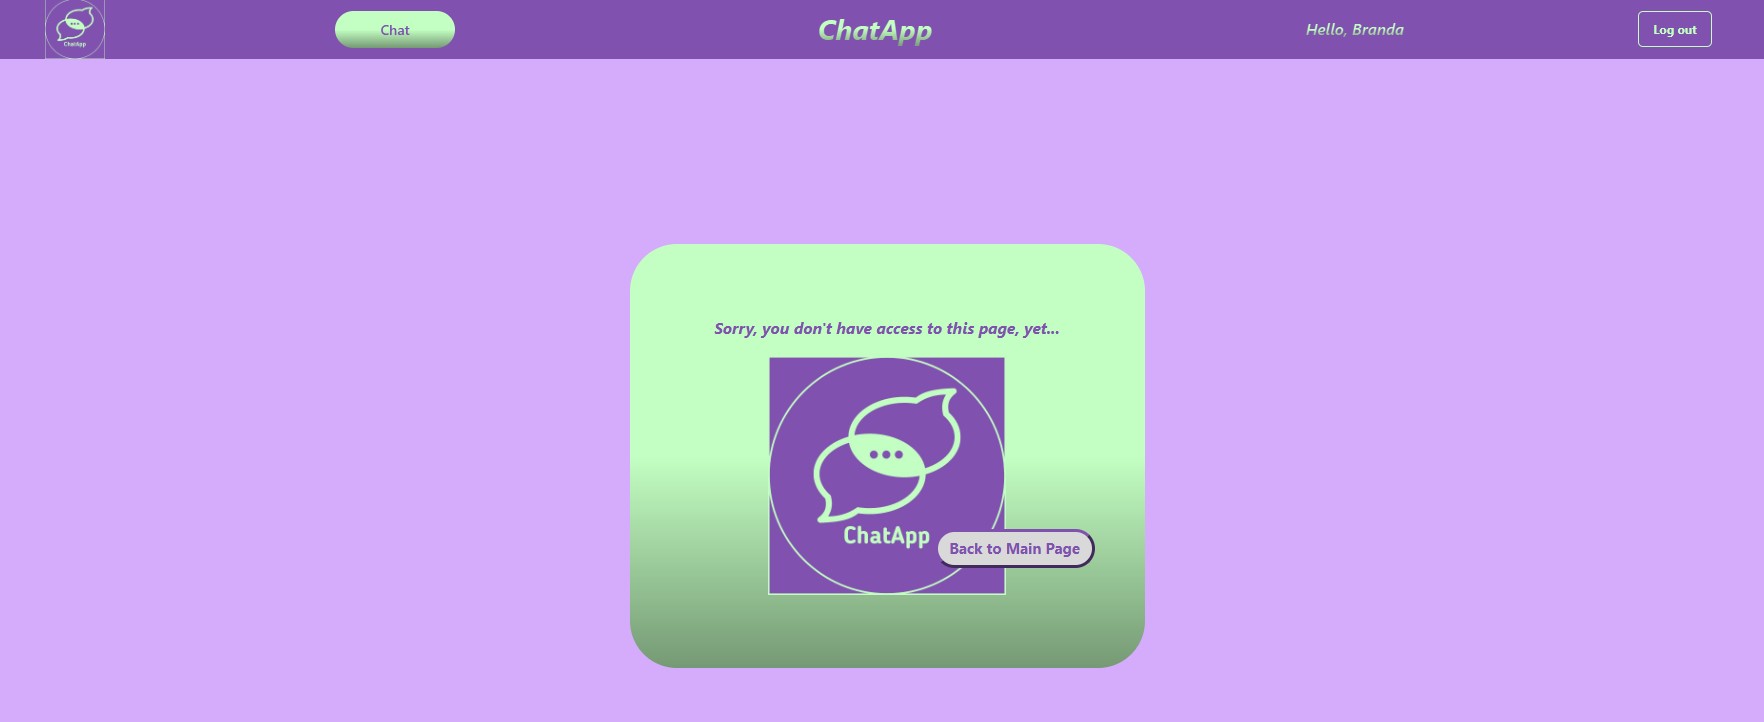 ChatApp
Chat
ChatApp
Hello, Branda
Log out
Sorry, you don't have access to this page, yet...
ChatApp
Back to Main Page